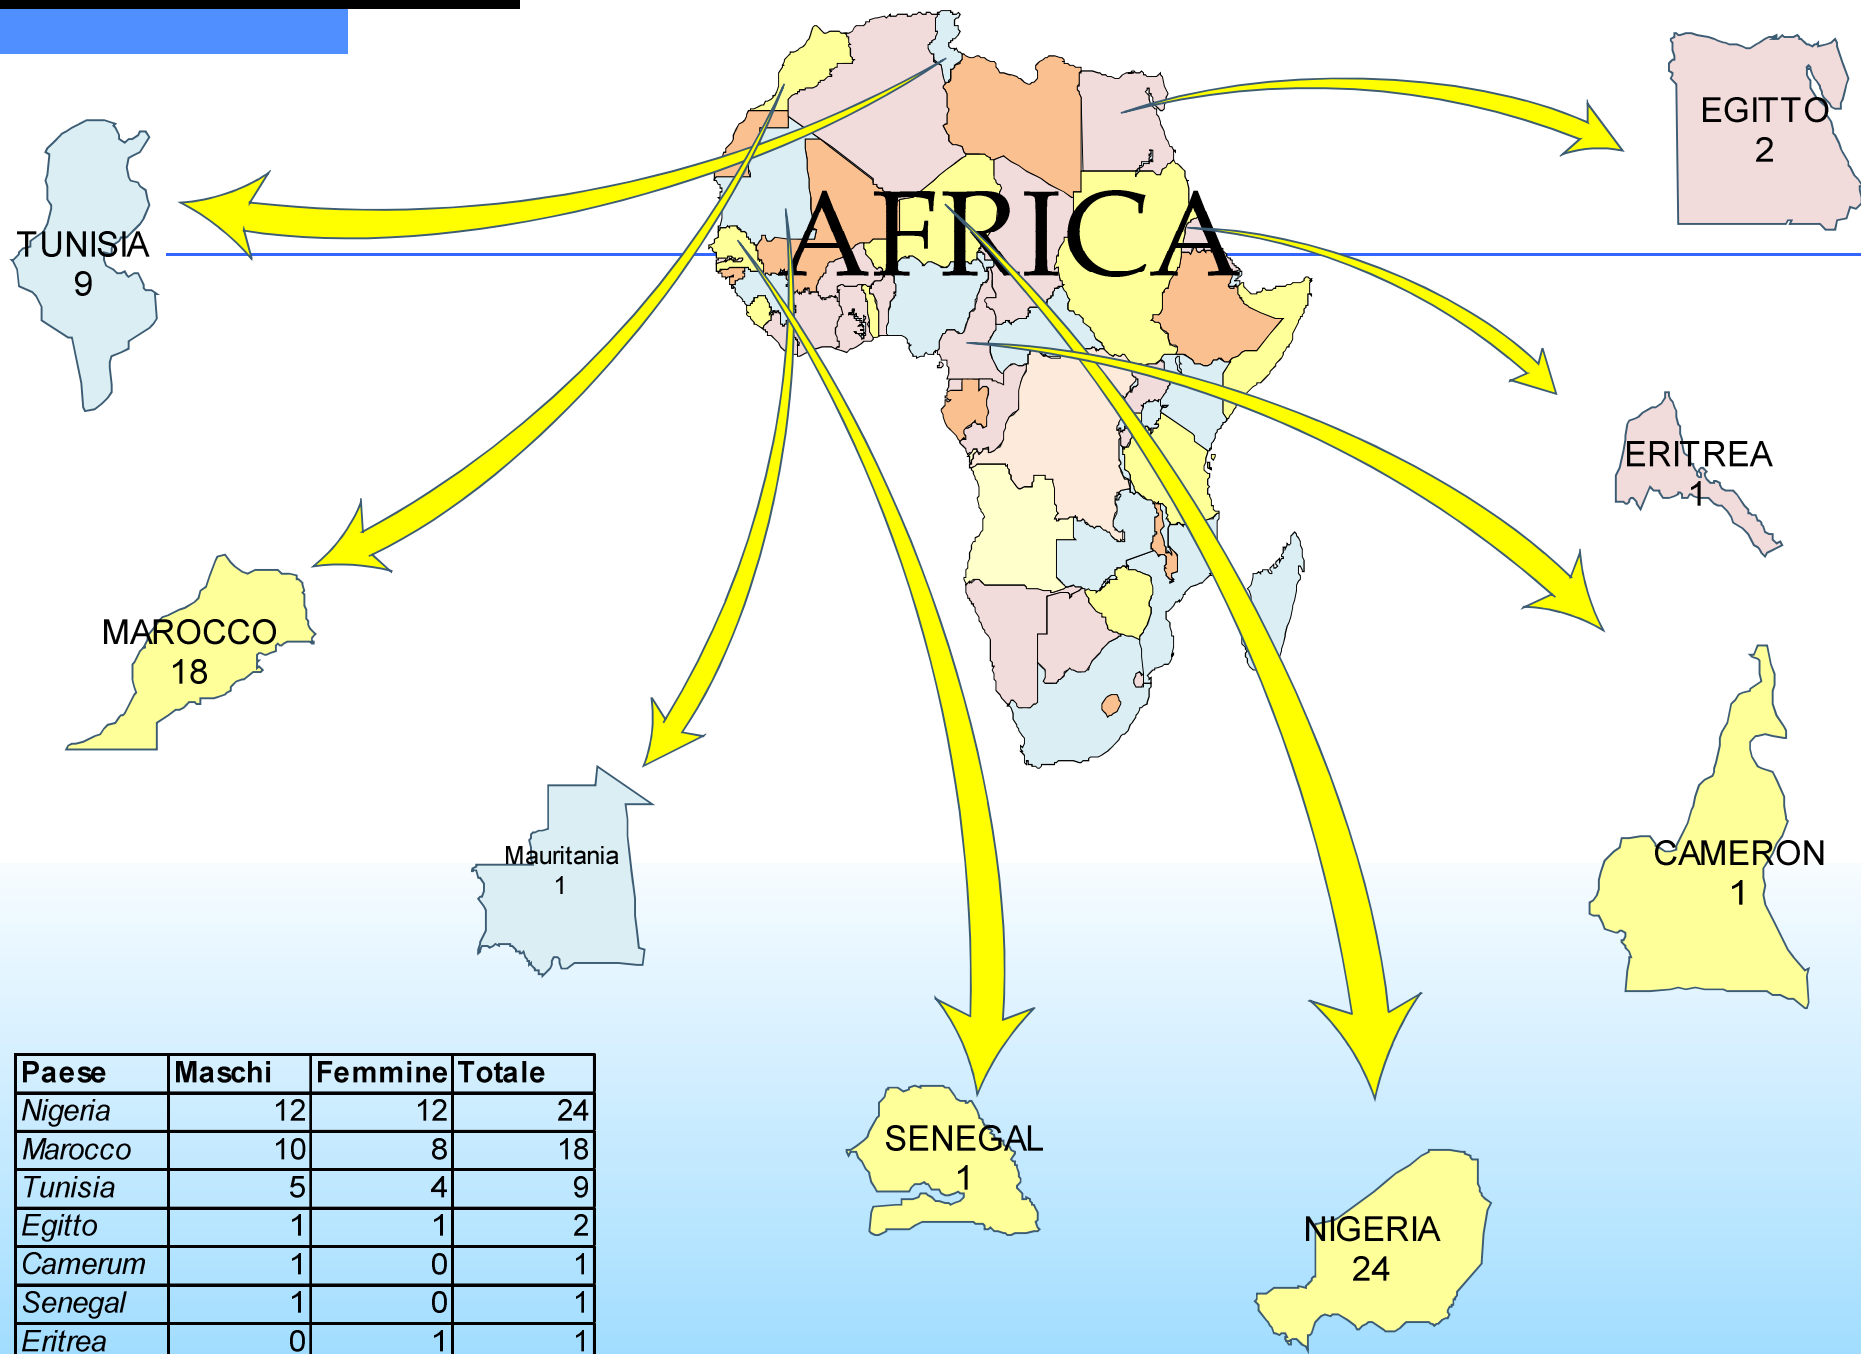 AFRICA
EGITTO
2
TUNISIA
9
ERITREA
1
MAROCCO
18
Mauritania
1
CAMERON
1
SENEGAL
1
NIGERIA
24
Paese Maschi Femmine Totale
Nigeria 12 12 24
Marocco 10 8 18
Tunisia 5 4 9
Egitto 1 1 2
Camerum 1 0 1
Senegal 1 0 1
Eritrea 0 1 1